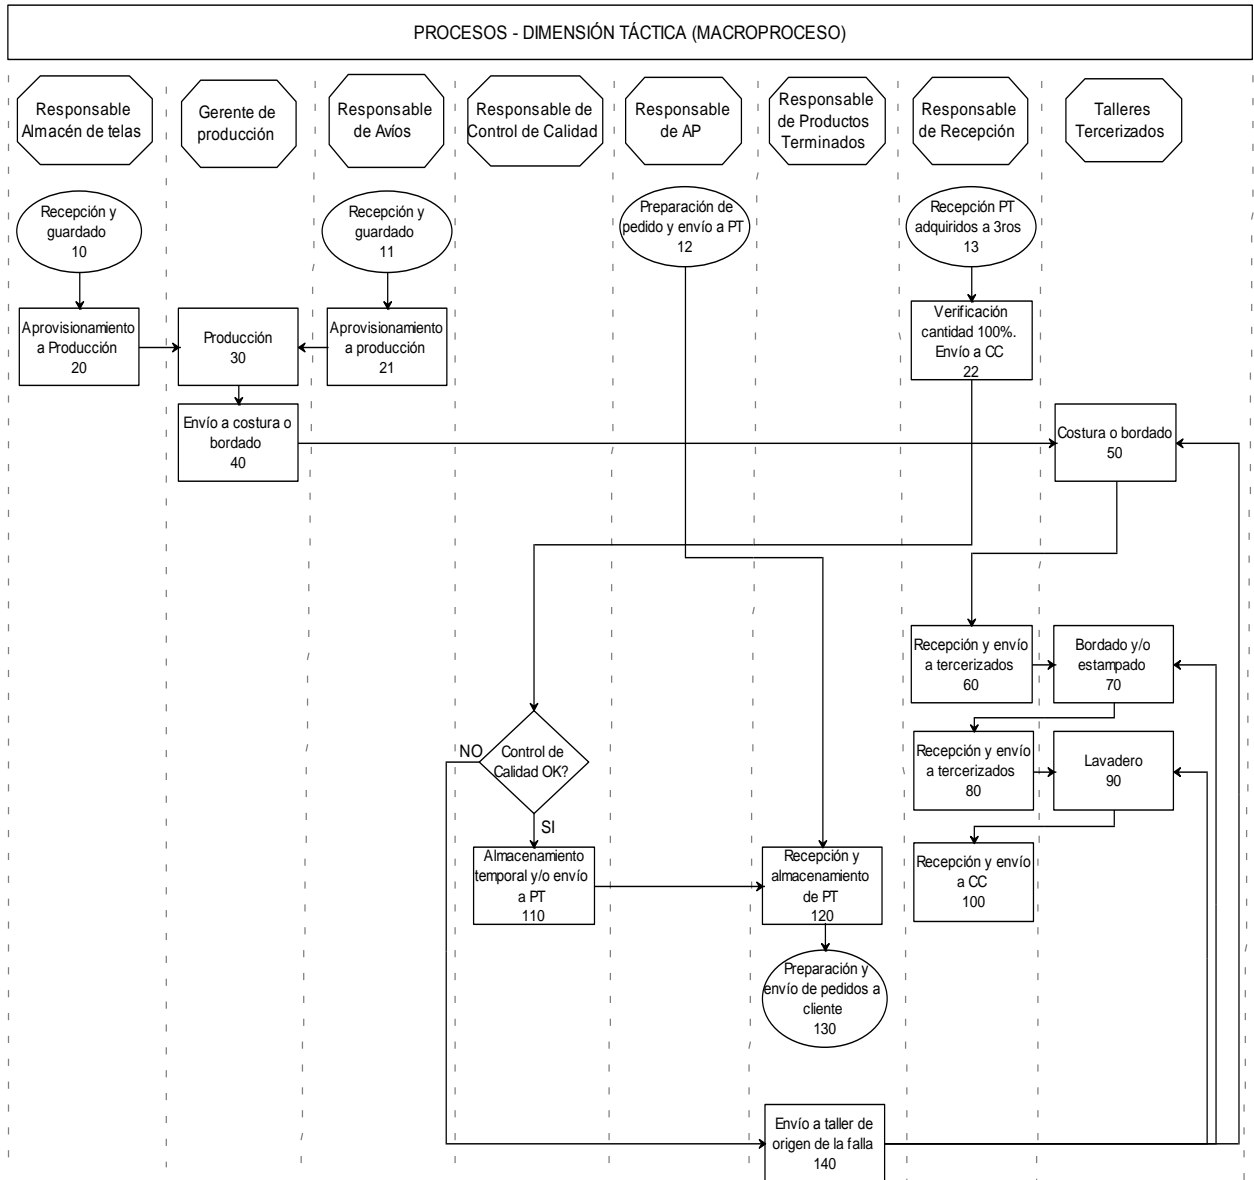 PROCESOS - DIMENSIÓN TÁCTICA (MACROPROCESO)
Responsable
Almacén de telas
Gerente de
producción
Responsable
de Avíos
Responsable de
Control de Calidad
Responsable
de AP
Responsable
de Productos
Terminados
Responsable
de Recepción
Talleres
Tercerizados
Recepción y
guardado
10
Recepción y
guardado
11
Preparación de
pedido y envío a PT
12
Recepción PT
adquiridos a 3ros
13
Aprovisionamiento
a Producción
20
Producción
30
Aprovisionamiento
a producción
21
Verificación
cantidad 100%.
Envío a CC
22
Envío a costura o
bordado
40
Costura o bordado
50
Recepción y envío
a tercerizados
60
Bordado y/o
estampado
70
NO
Control de
Calidad OK?
SI
Recepción y envío
a tercerizados
80
Lavadero
90
Almacenamiento
temporal y/o envío
a PT
110
Recepción y
almacenamiento
de PT
120
Recepción y envío
a CC
100
Preparación y
envío de pedidos a
cliente
130
Envío a taller de
origen de la falla
140